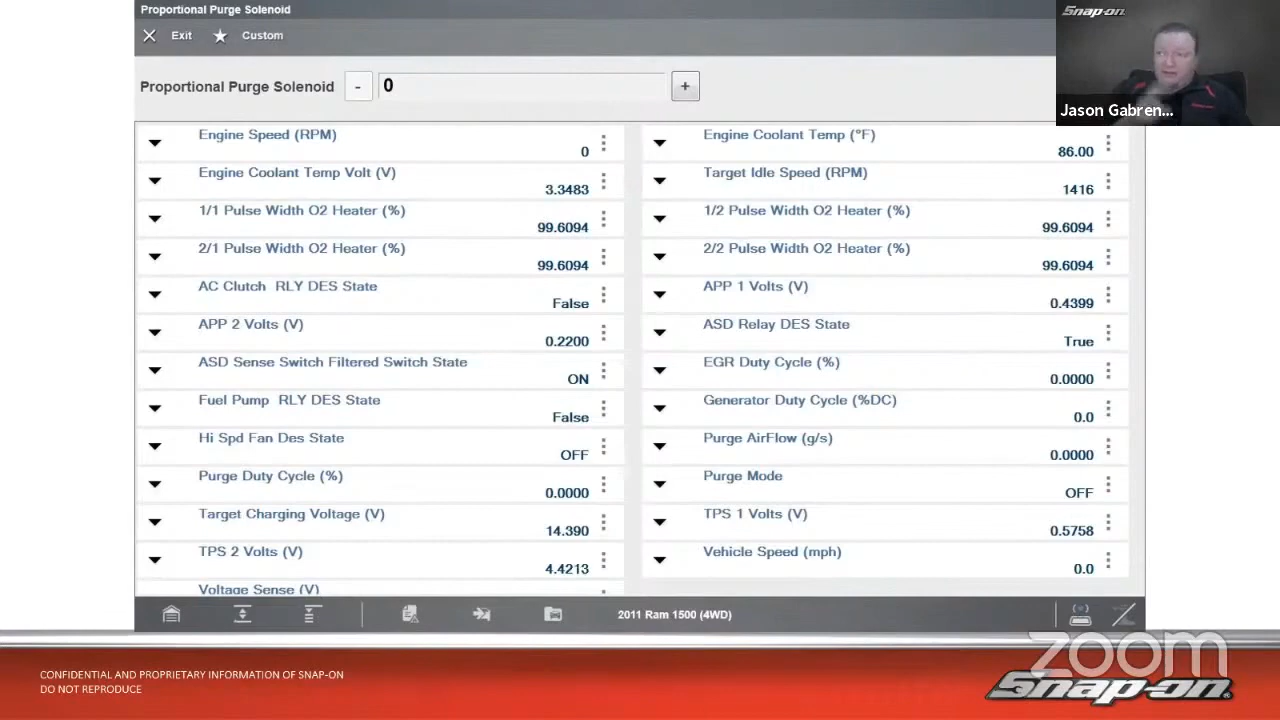 Proportional Purge Solenoid
Exit
Custom
Snap-on
Jason Gabren...
Proportional Purge Solenoid - 0 +
Engine Speed (RPM)
0
Engine Coolant Temp (°F)
86.00
Engine Coolant Temp Volt (V)
3.3483
Target Idle Speed (RPM)
1416
1/1 Pulse Width O2 Heater (%)
99.6094
1/2 Pulse Width O2 Heater (%)
99.6094
2/1 Pulse Width O2 Heater (%)
99.6094
2/2 Pulse Width O2 Heater (%)
99.6094
AC Clutch RLY DES State
False
APP 1 Volts (V)
0.4399
APP 2 Volts (V)
0.2200
ASD Relay DES State
True
ASD Sense Switch Filtered Switch State
ON
EGR Duty Cycle (%)
0.0000
Fuel Pump RLY DES State
False
Generator Duty Cycle (%DC)
0.0
Hi Spd Fan Des State
OFF
Purge AirFlow (g/s)
0.0000
Purge Duty Cycle (%)
0.0000
Purge Mode
OFF
Target Charging Voltage (V)
14.390
TPS 1 Volts (V)
0.5758
TPS 2 Volts (V)
4.4213
Vehicle Speed (mph)
0.0
Voltage Sense (V)
2011 Ram 1500 (4WD)
CONFIDENTIAL AND PROPRIETARY INFORMATION OF SNAP-ON
DO NOT REPRODUCE
zoom
Snap-on